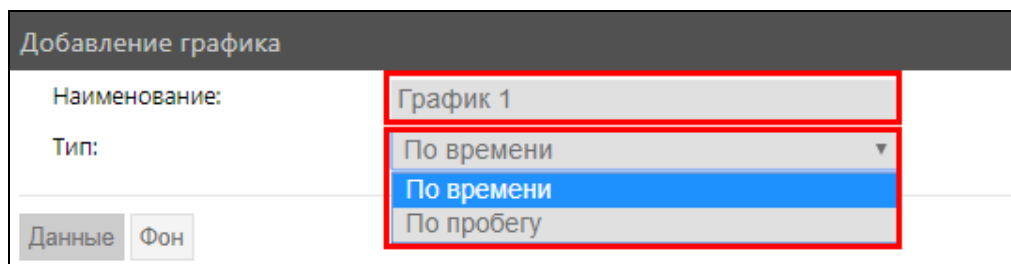 Добавление графика
Наименование: График 1
Тип: По времени
По времени
По пробегу
Данные Фон